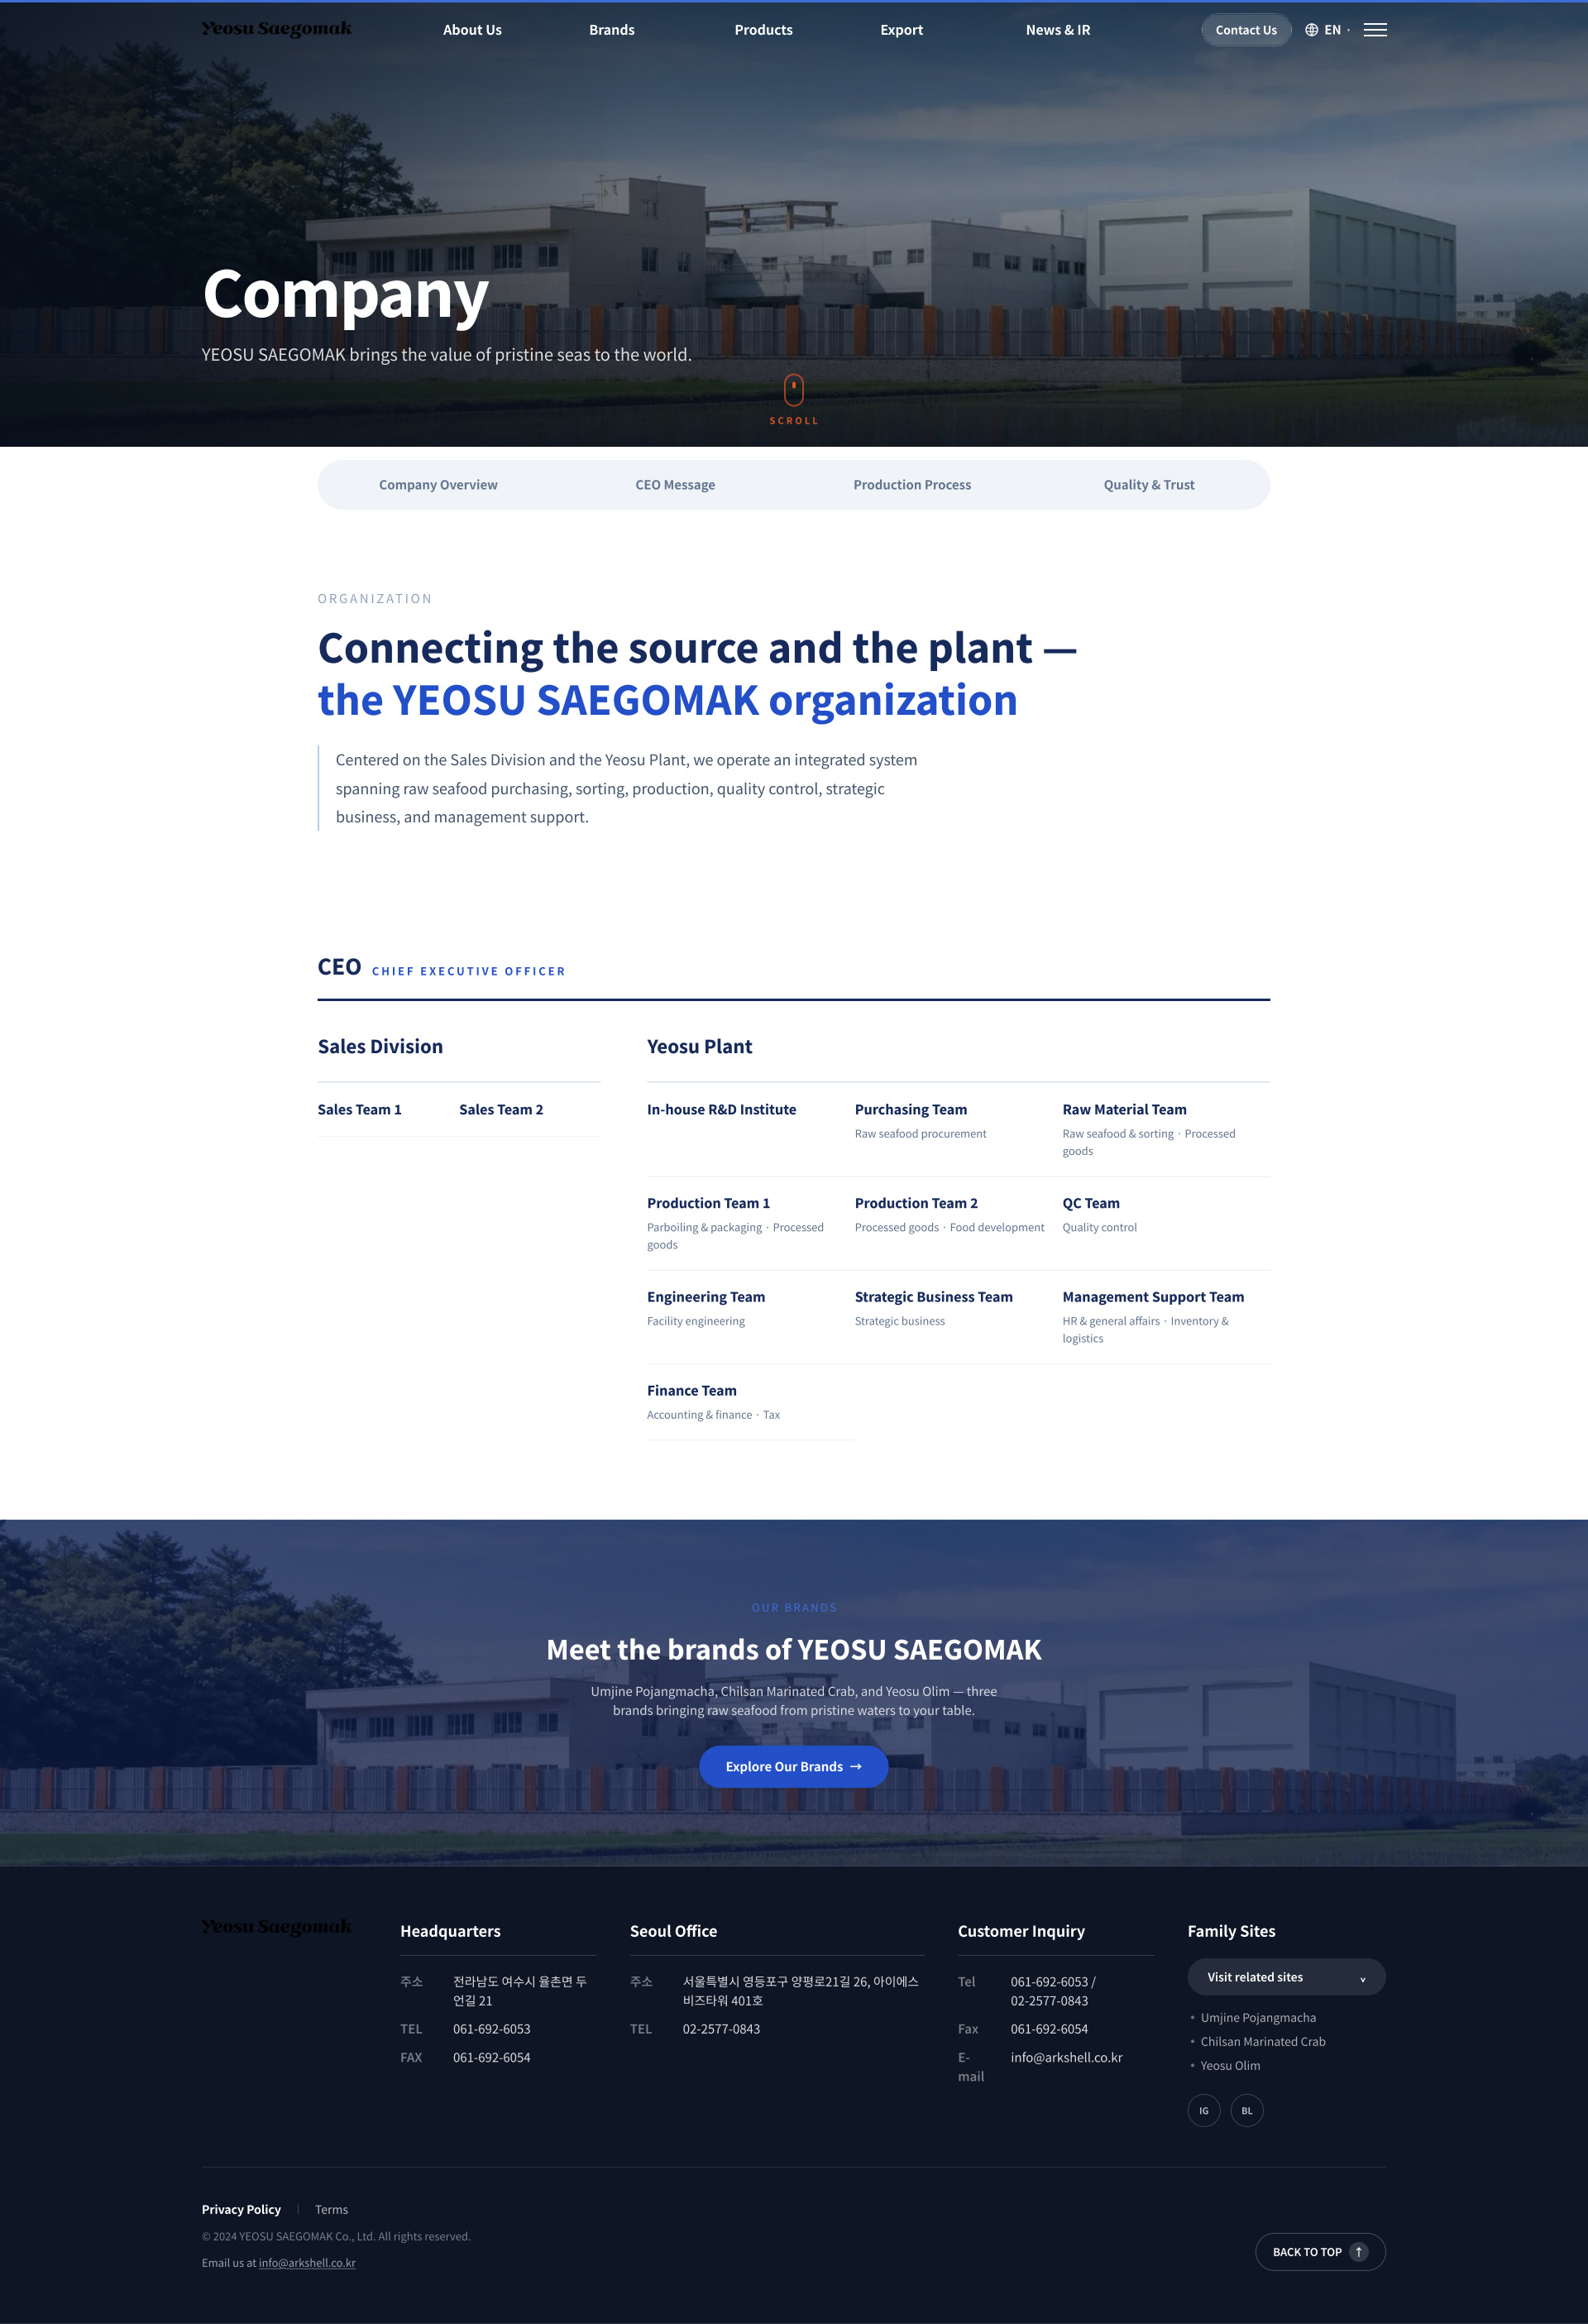 Yeosu Saegomak
About Us
Brands
Products
Export
News & IR
Contact Us
EN
Company
YEOSU SAEGOMAK brings the value of pristine seas to the world.
SCROLL
Company Overview
CEO Message
Production Process
Quality & Trust
ORGANIZATION
Connecting the source and the plant —
the YEOSU SAEGOMAK organization
Centered on the Sales Division and the Yeosu Plant, we operate an integrated system
spanning raw seafood purchasing, sorting, production, quality control, strategic
business, and management support.
CEO CHIEF EXECUTIVE OFFICER
Sales Division
Sales Team 1
Sales Team 2
Yeosu Plant
In-house R&D Institute
Purchasing Team
Raw seafood procurement
Raw Material Team
Raw seafood & sorting · Processed
goods
Production Team 1
Parboiling & packaging · Processed
goods
Production Team 2
Processed goods · Food development
QC Team
Quality control
Engineering Team
Facility engineering
Strategic Business Team
Strategic business
Management Support Team
HR & general affairs · Inventory &
logistics
Finance Team
Accounting & finance · Tax
OUR BRANDS
Meet the brands of YEOSU SAEGOMAK
Umjine Pojangmacha, Chilsan Marinated Crab, and Yeosu Olim — three
brands bringing raw seafood from pristine waters to your table.
Explore Our Brands →
Yeosu Saegomak
Headquarters
주소 전라남도 여수시 율촌면 두
언길 21
TEL 061-692-6053
FAX 061-692-6054
Seoul Office
주소 서울특별시 영등포구 양평로21길 26, 아이에스
비즈타워 401호
TEL 02-2577-0843
Customer Inquiry
Tel 061-692-6053 /
02-2577-0843
Fax 061-692-6054
E- info@arkshell.co.kr
mail
Family Sites
Visit related sites
• Umjine Pojangmacha
• Chilsan Marinated Crab
• Yeosu Olim
IG
BL
Privacy Policy
Terms
© 2024 YEOSU SAEGOMAK Co., Ltd. All rights reserved.
Email us at info@arkshell.co.kr
BACK TO TOP ↑